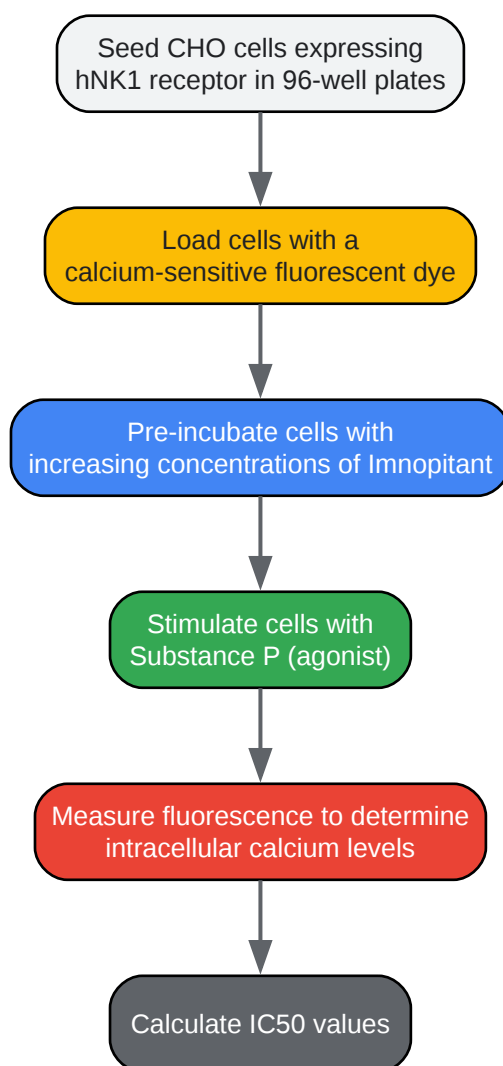 Seed CHO cells expressing
hNK1 receptor in 96-well plates
Load cells with a
calcium-sensitive fluorescent dye
Pre-incubate cells with
increasing concentrations of Imnopitant
Stimulate cells with
Substance P (agonist)
Measure fluorescence to determine
intracellular calcium levels
Calculate IC50 values